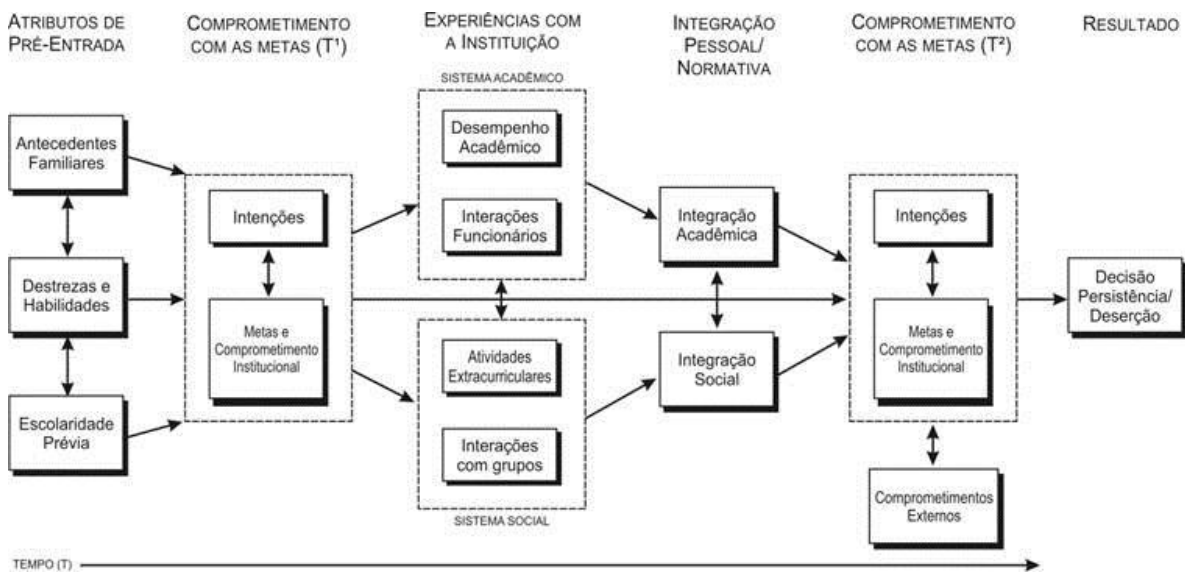 ATRIBUTOS DE
PRÉ-ENTRADA
COMPROMETIMENTO
COM AS METAS (T¹)
EXPERIÊNCIAS COM
A INSTITUIÇÃO
INTEGRAÇÃO
PESSOAL/
NORMATIVA
COMPROMETIMENTO
COM AS METAS (T²)
RESULTADO
Antecedentes
Familiares
Destrezas e
Habilidades
Escolaridade
Prévia
Intenções
Metas e
Comprometimento
Institucional
SISTEMA ACADÊMICO
Desempenho
Acadêmico
Interações
Funcionários
Atividades
Extracurriculares
Interações
com grupos
SISTEMA SOCIAL
Integração
Acadêmica
Integração
Social
Intenções
Metas e
Comprometimento
Institucional
Comprometimentos
Externos
Decisão
Persistência/
Deserção
TEMPO (T)